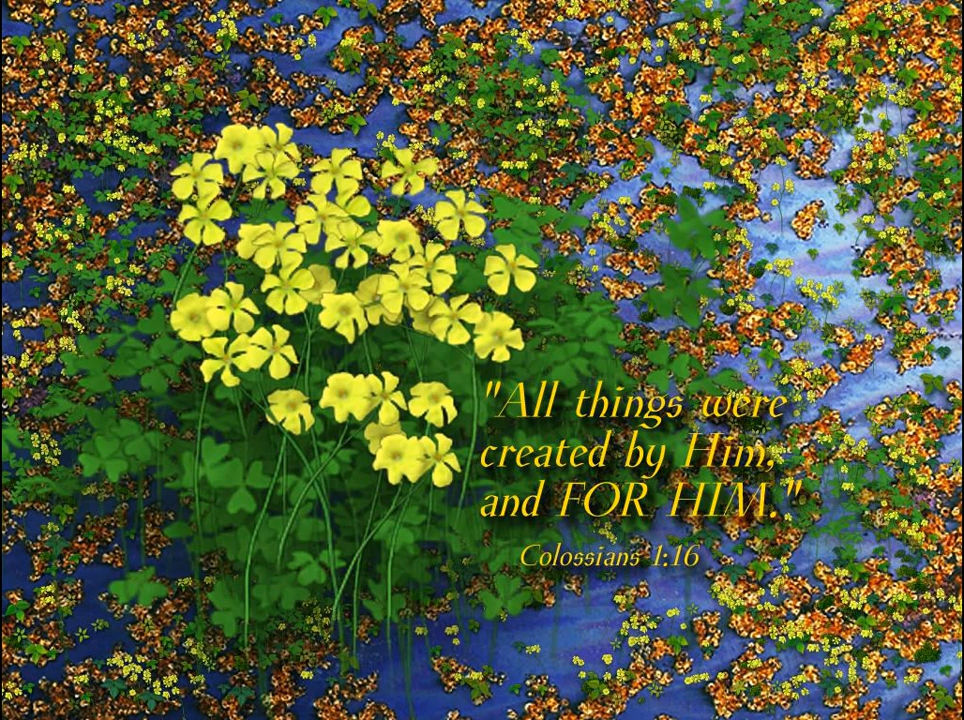 "All things were
created by Him,
and FOR HIM."
Colossians 1:16